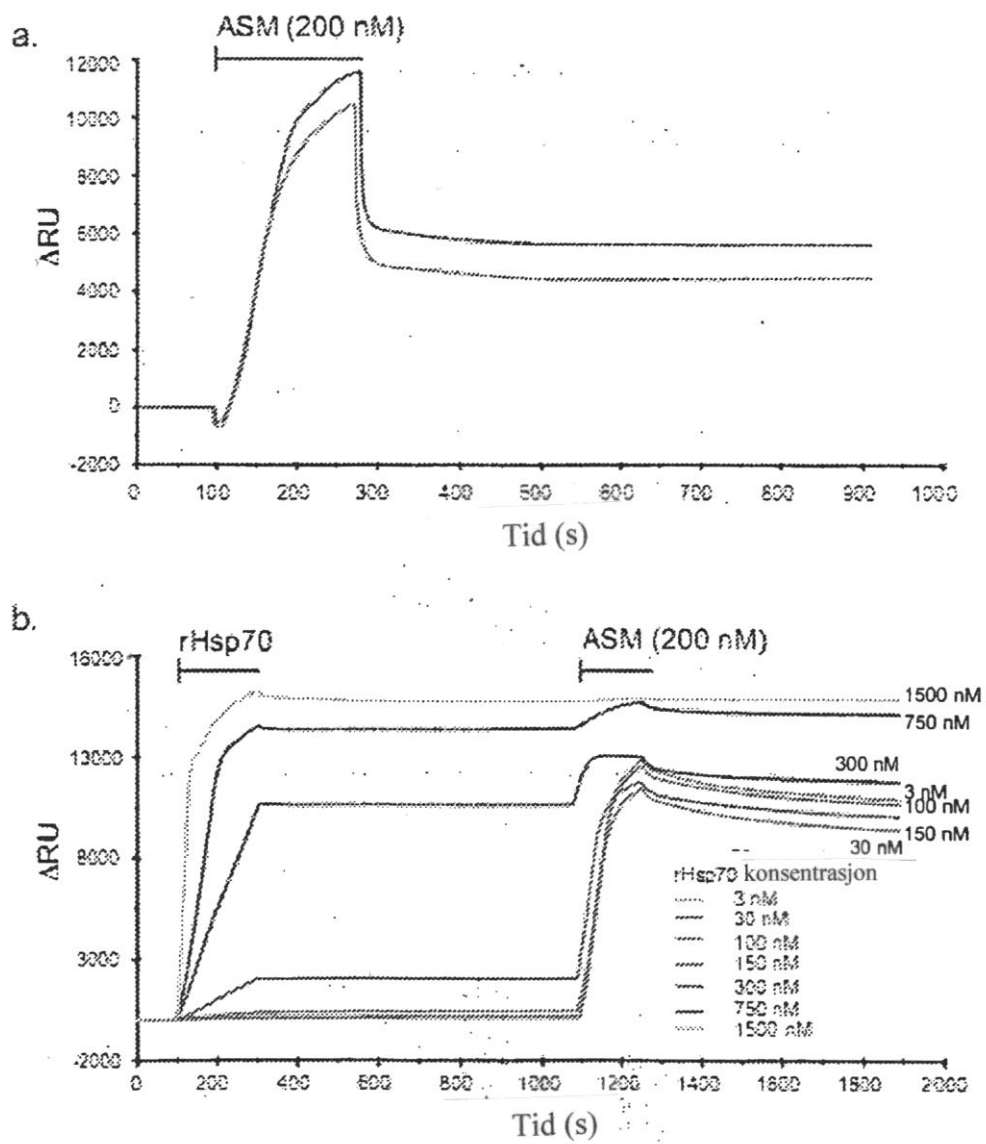 a.
ASM (200 nM)
12000
10000
8000
6000
4000
2000
0
-2000
ΔRU
0 100 200 300 400 500 600 700 800 900 1000
Tid (s)
b.
rHsp70
ASM (200 nM)
16000
13000
8000
3000
-2000
ΔRU
1500 nM
750 nM
300 nM
3 nM
100 nM
150 nM
30 nM
rHsp70 konsentrasjon
3 nM
30 nM
100 nM
150 nM
300 nM
750 nM
1500 nM
0 200 400 600 800 1000 1200 1400 1600 1800 2000
Tid (s)